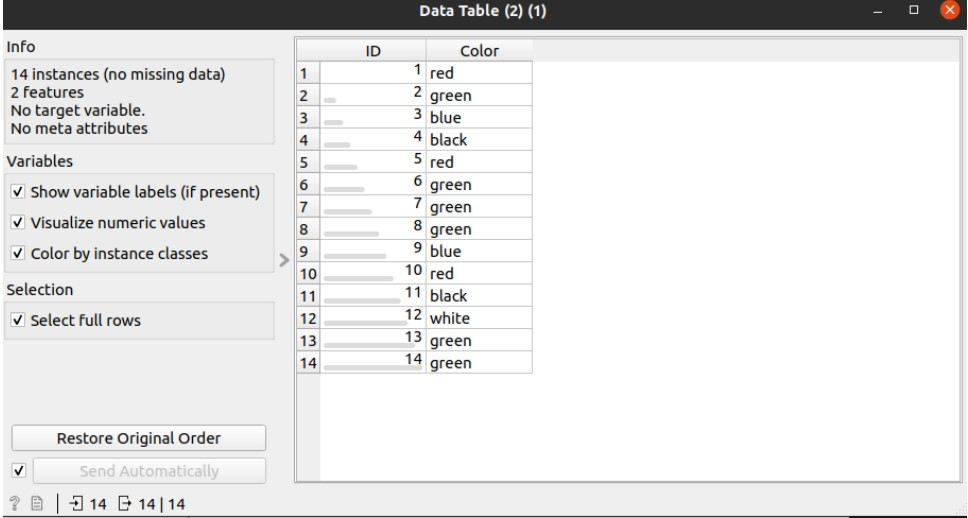 Data Table (2) (1)
Info
14 instances (no missing data)
2 features
No target variable.
No meta attributes
Variables
Show variable labels (if present)
Visualize numeric values
Color by instance classes
Selection
Select full rows
Restore Original Order
Send Automatically
? 14 14 | 14
ID Color
1 1 red
2 2 green
3 3 blue
4 4 black
5 5 red
6 6 green
7 7 green
8 8 green
9 9 blue
10 10 red
11 11 black
12 12 white
13 13 green
14 14 green